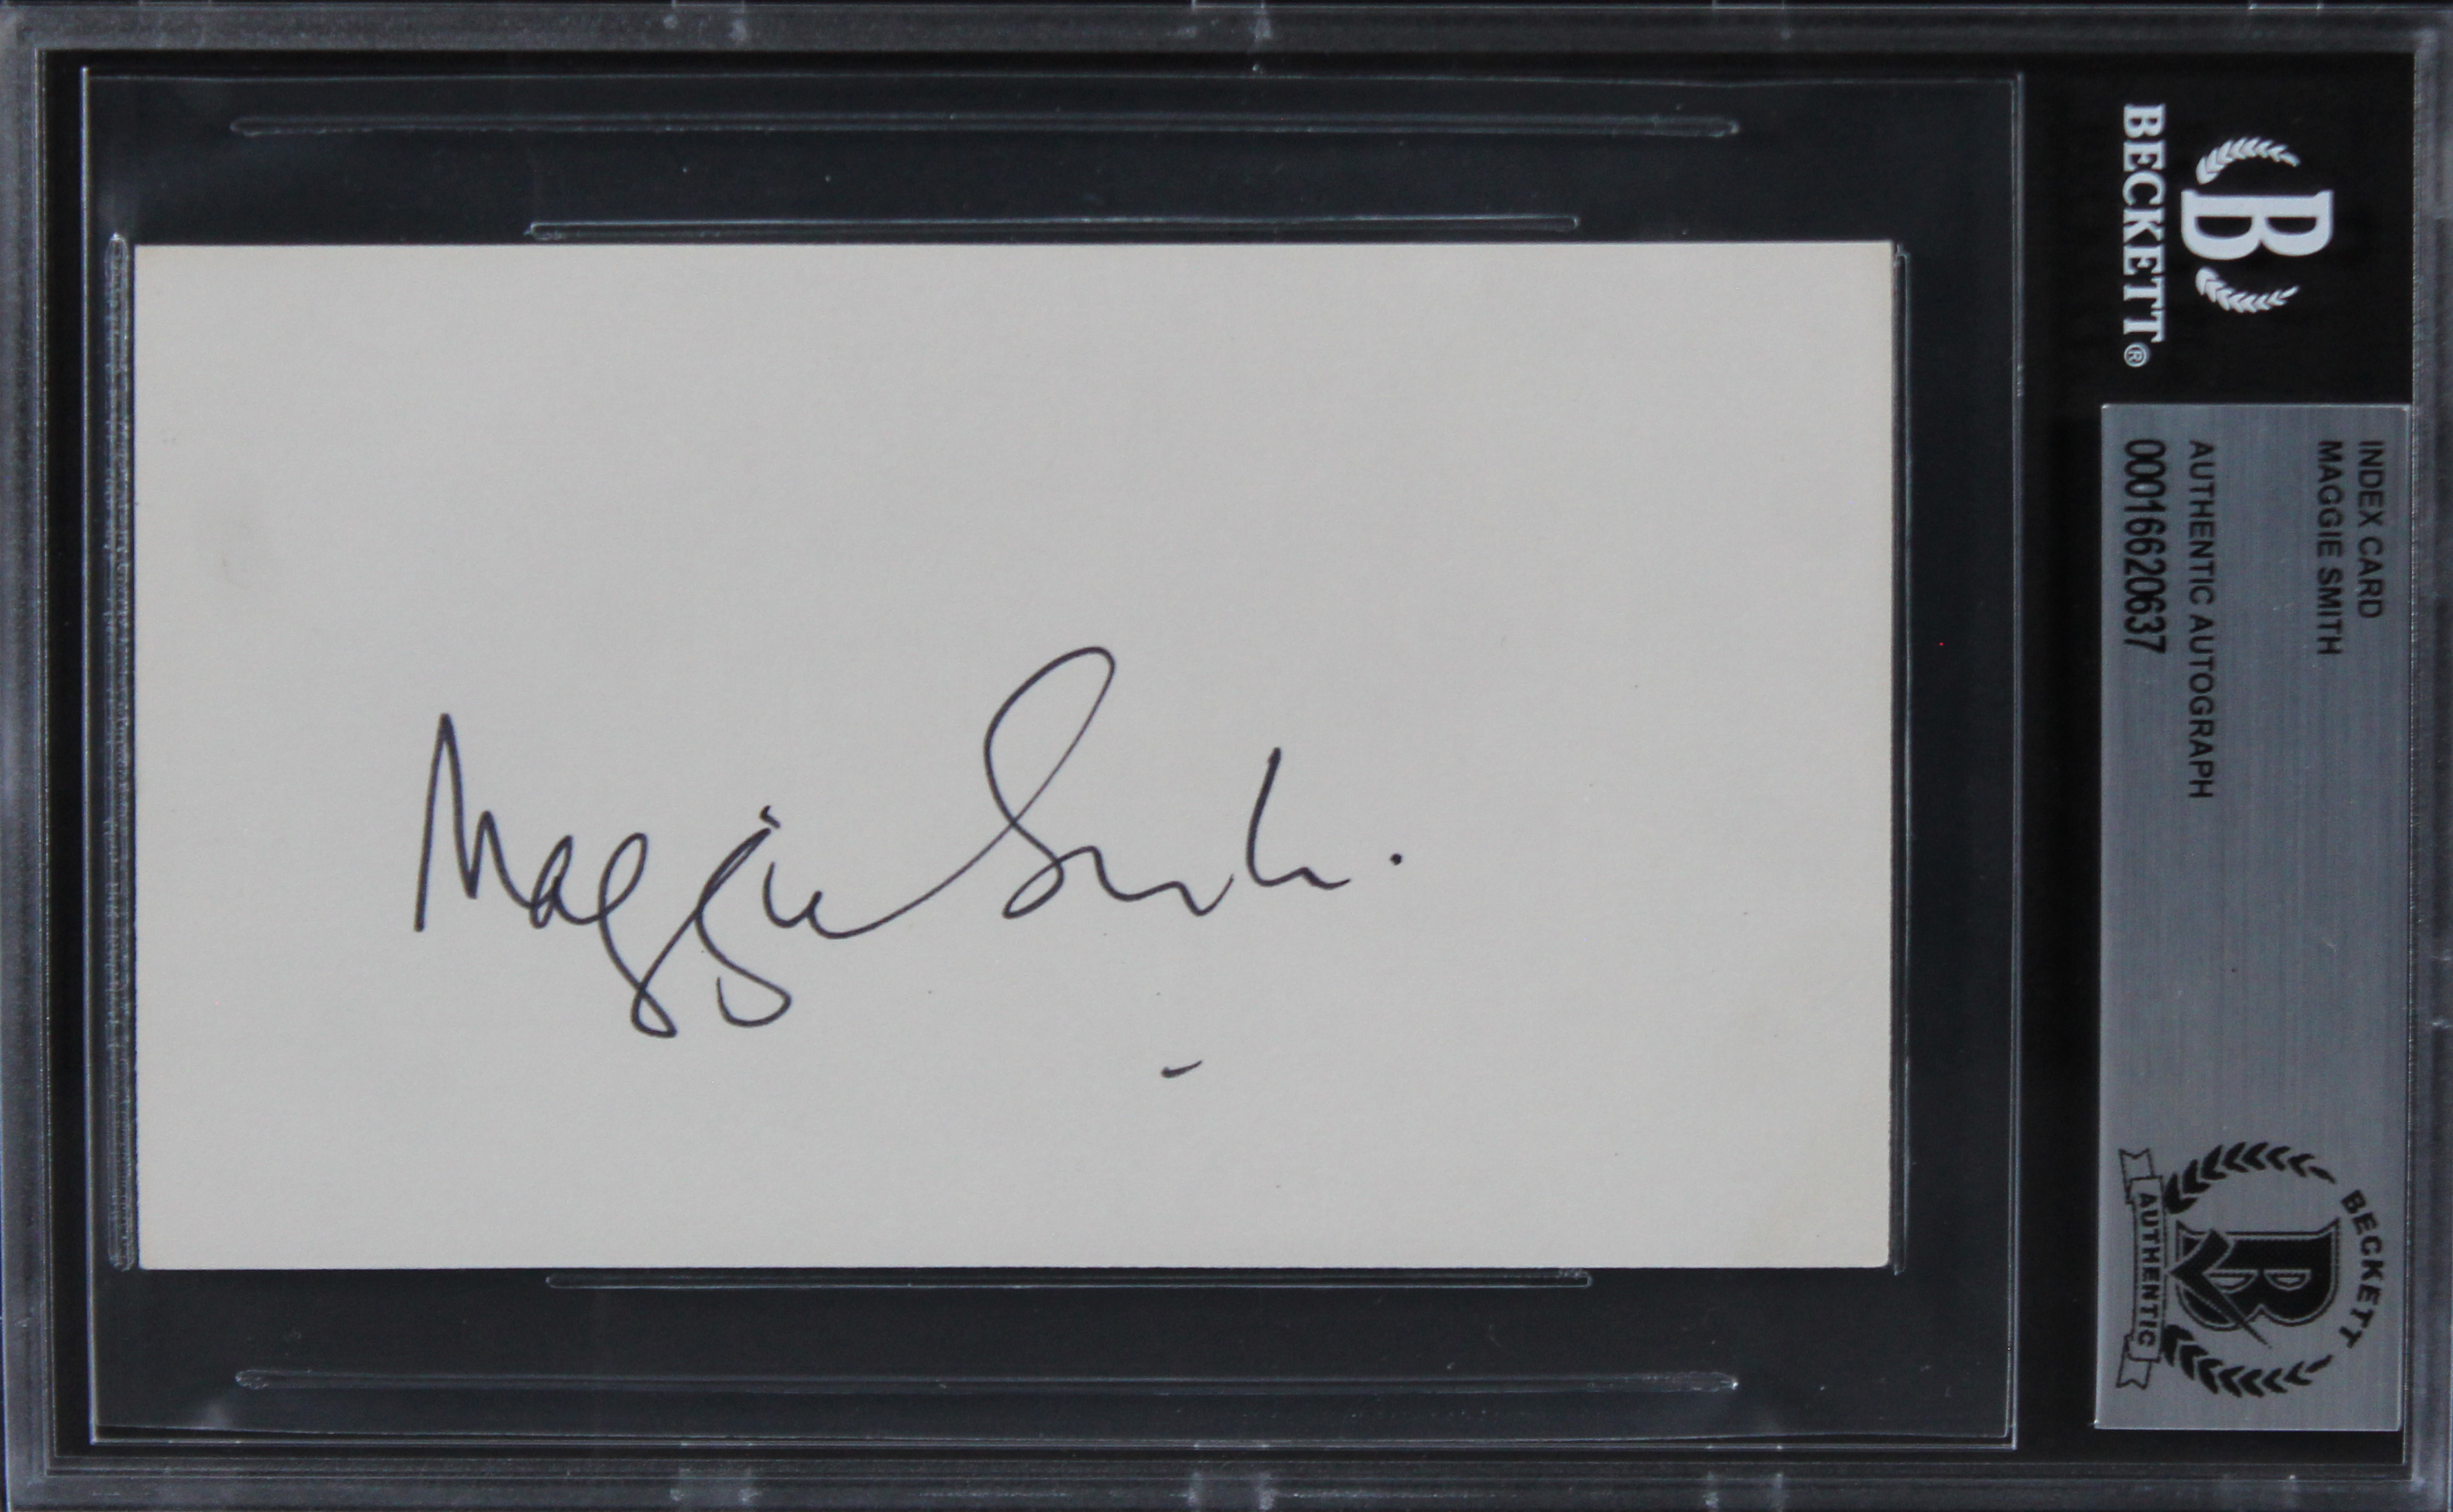 Maggie Smith.
BECKETT®
INDEX CARD
MAGGIE SMITH
AUTHENTIC AUTOGRAPH
00016620637
BECKETT
AUTHENTIC